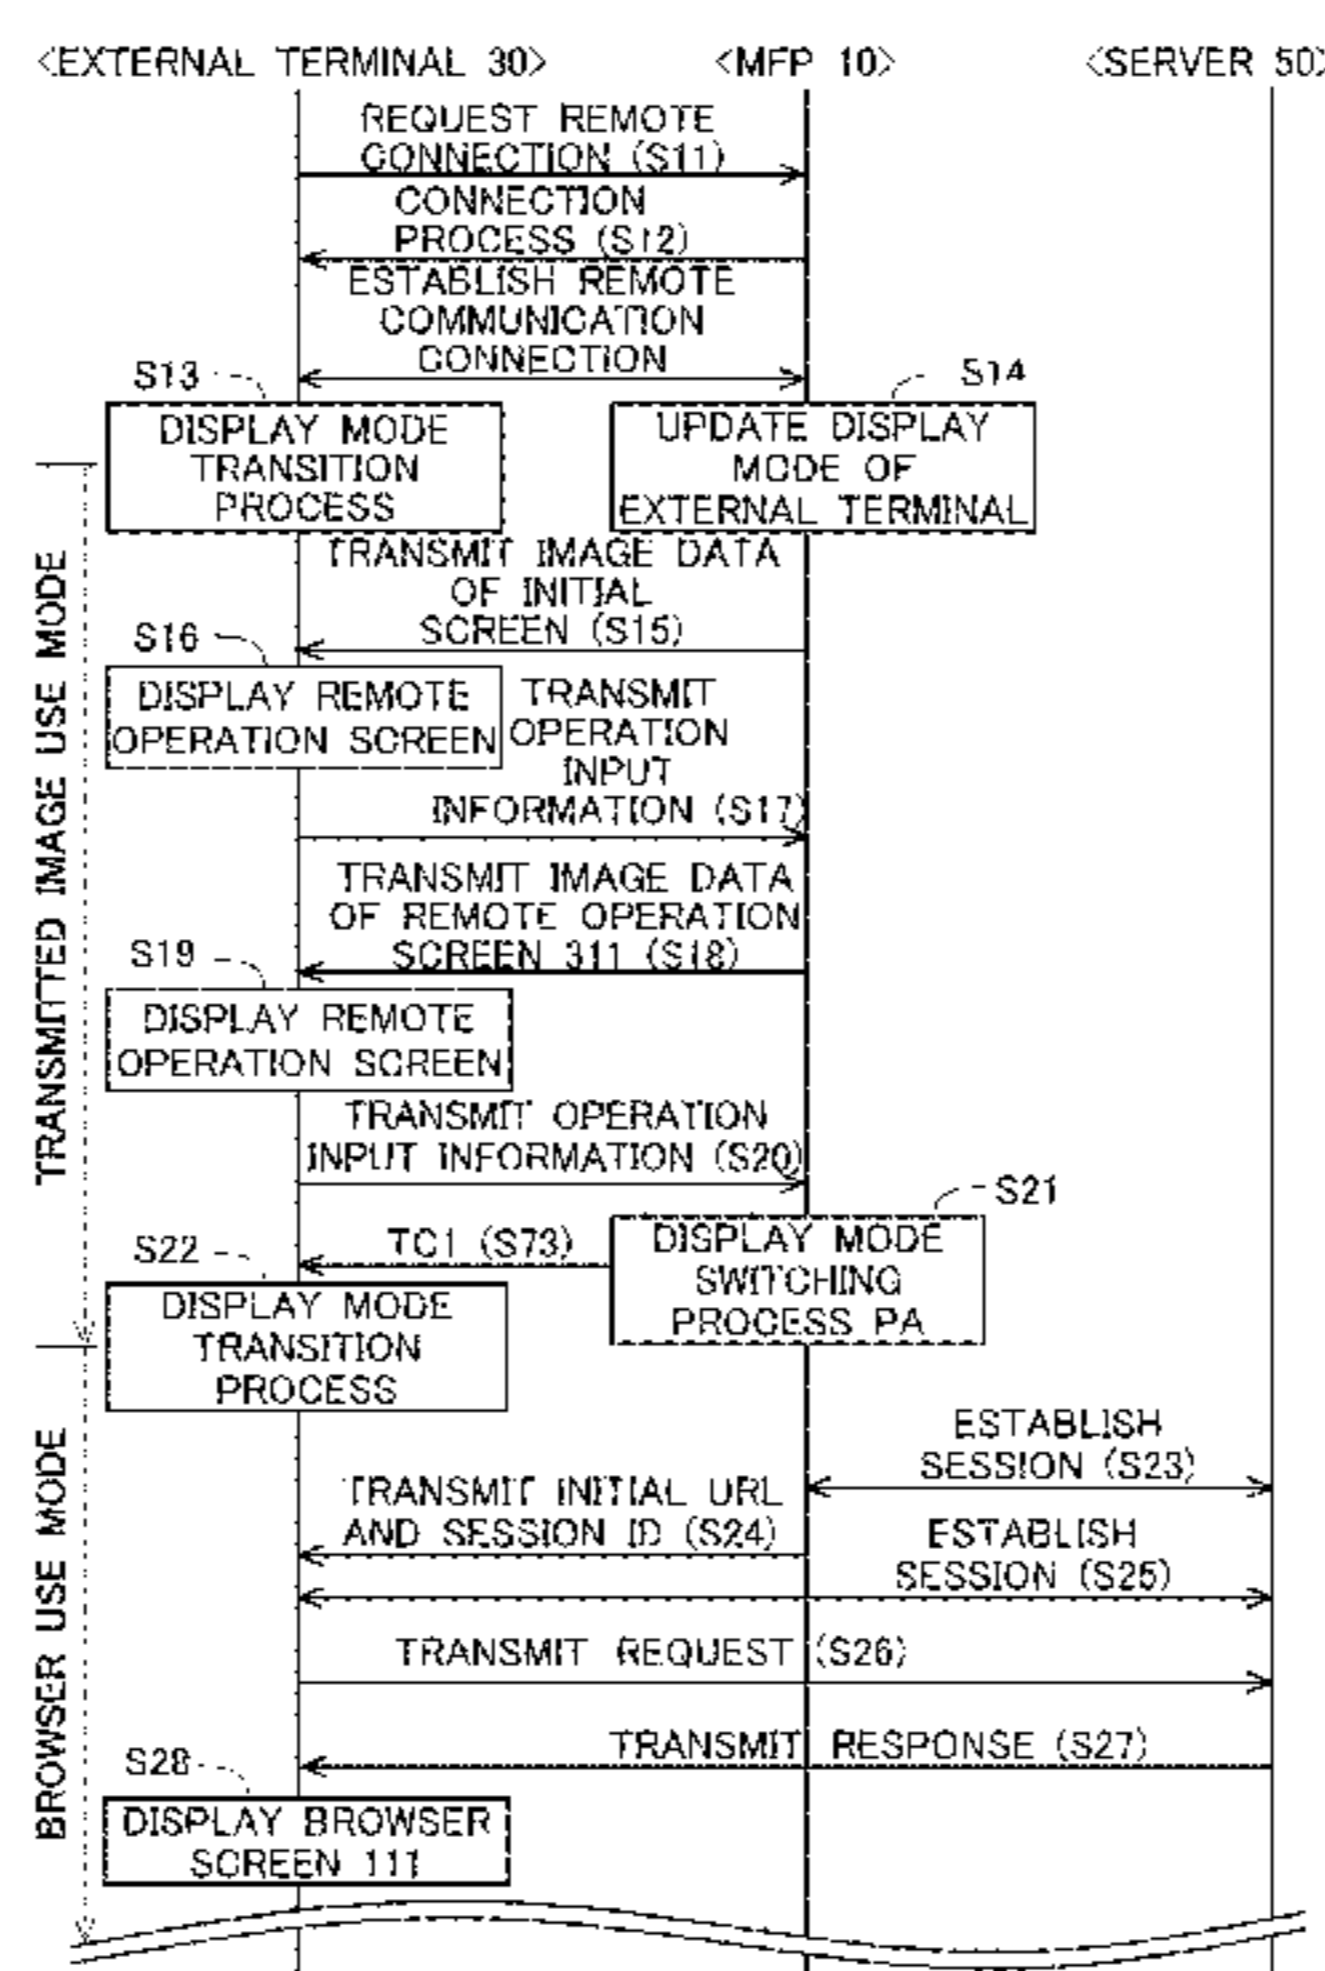 <EXTERNAL TERMINAL 30> <MFP 10> <SERVER 50>
REQUEST REMOTE
CONNECTION (S11)
CONNECTION
PROCESS (S12)
ESTABLISH REMOTE
COMMUNICATION
CONNECTION
S13
S14
DISPLAY MODE
TRANSITION
PROCESS
UPDATE DISPLAY
MODE OF
EXTERNAL TERMINAL
TRANSMIT IMAGE DATA
OF INITIAL
SCREEN (S15)
S16
DISPLAY REMOTE
OPERATION SCREEN
TRANSMIT
OPERATION
INPUT
INFORMATION (S17)
TRANSMIT IMAGE DATA
OF REMOTE OPERATION
SCREEN 311 (S18)
S19
DISPLAY REMOTE
OPERATION SCREEN
TRANSMIT OPERATION
INPUT INFORMATION (S20)
S21
TC1 (S73)
DISPLAY MODE
SWITCHING
PROCESS PA
S22
DISPLAY MODE
TRANSITION
PROCESS
TRANSMITTED IMAGE USE MODE
ESTABLISH
SESSION (S23)
TRANSMIT INITIAL URL
AND SESSION ID (S24)
ESTABLISH
SESSION (S25)
TRANSMIT REQUEST (S26)
TRANSMIT RESPONSE (S27)
S28
DISPLAY BROWSER
SCREEN 111
BROWSER USE MODE